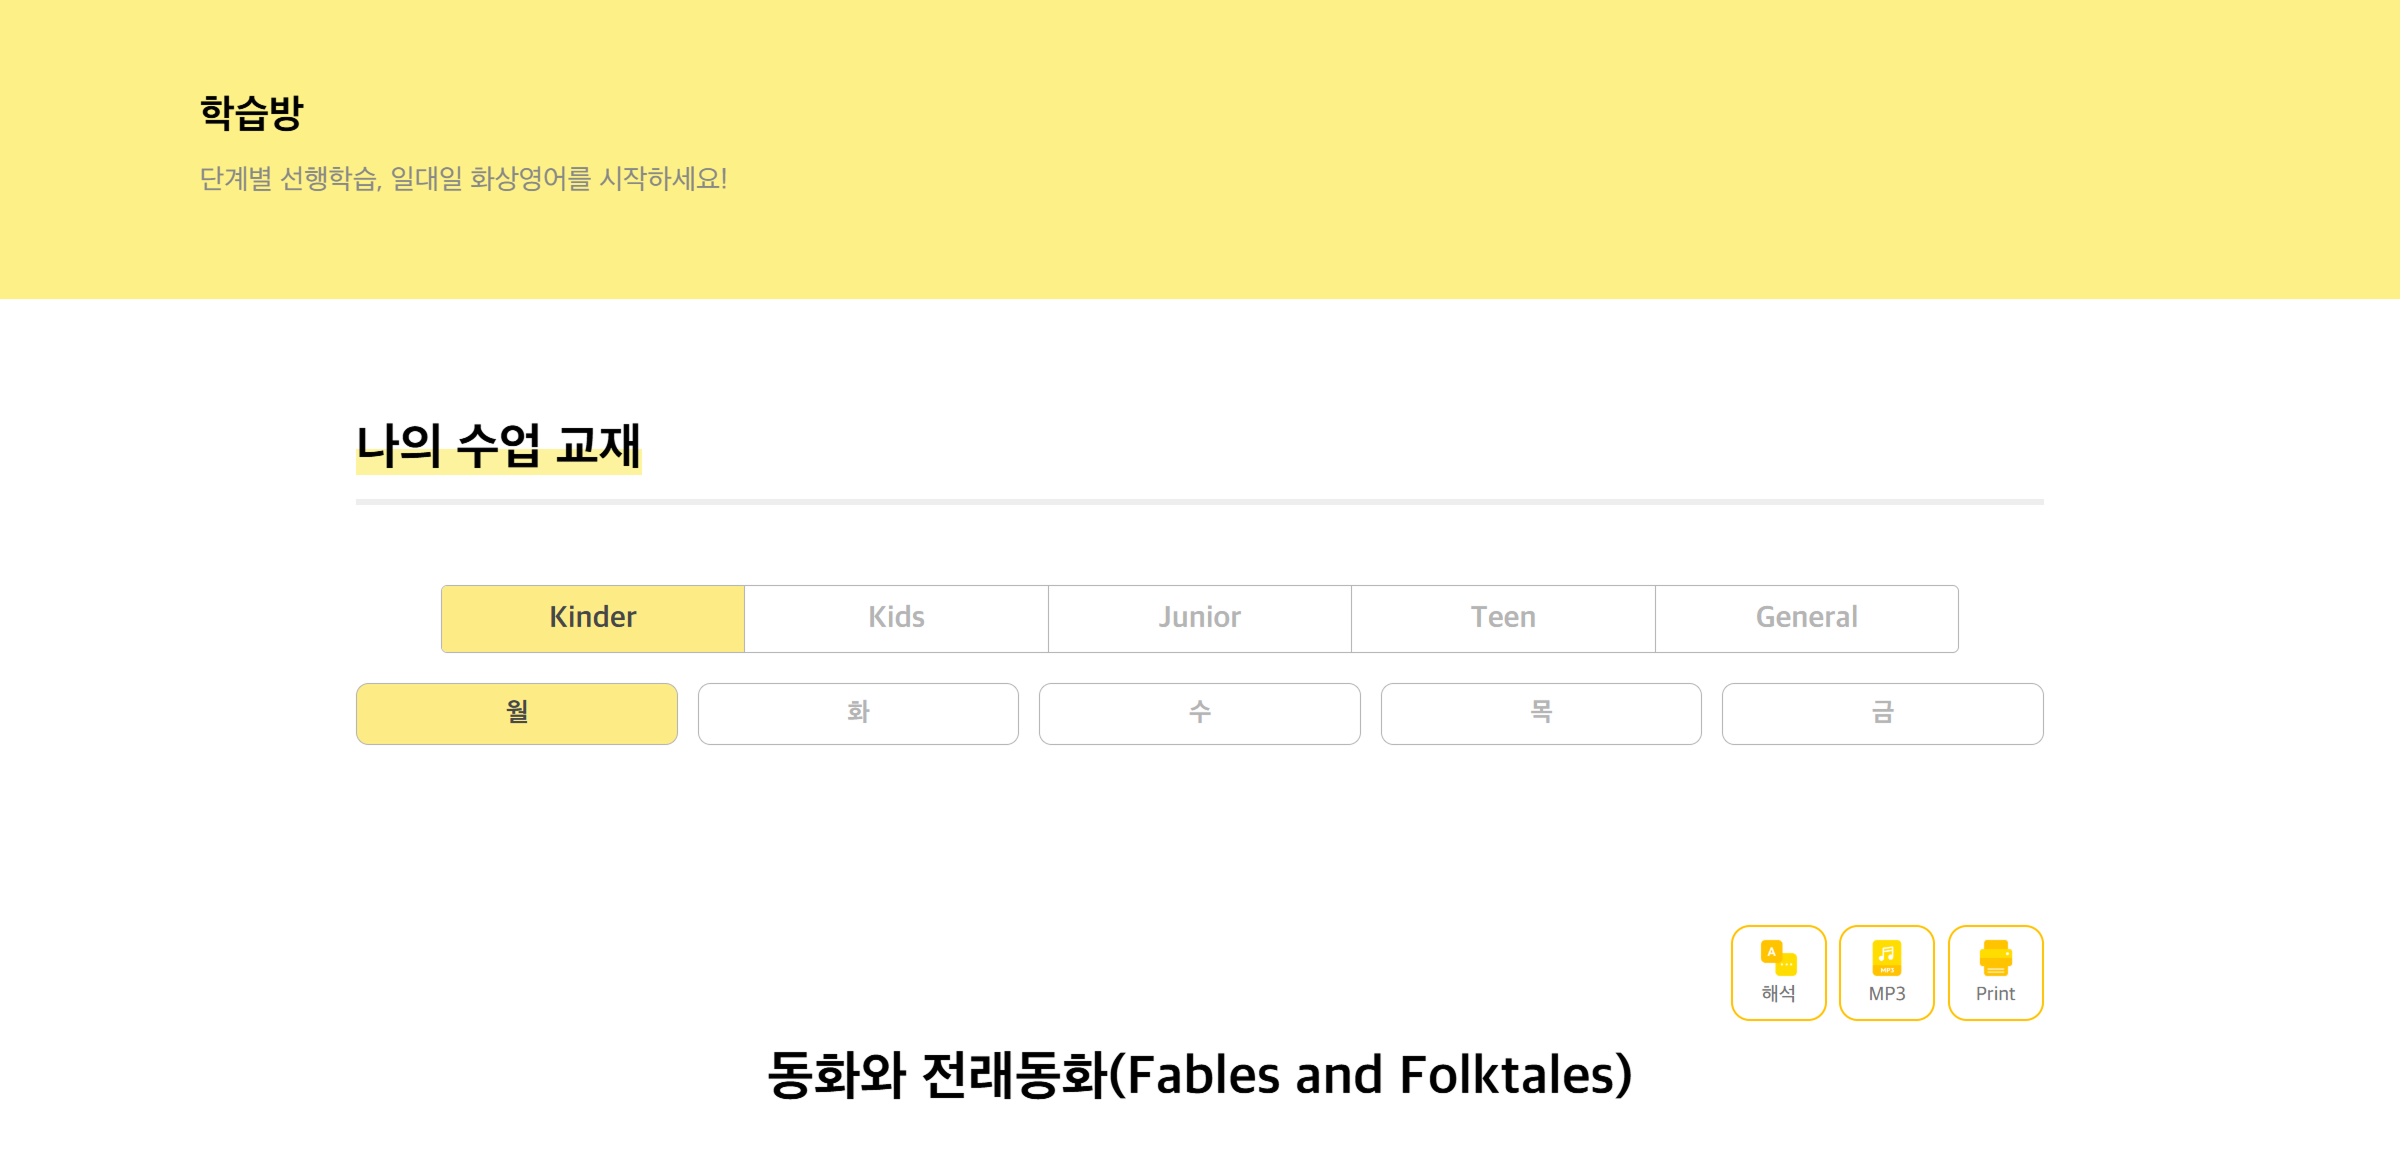 학습방
단계별 선행학습, 일대일 화상영어를 시작하세요!
나의 수업 교재
Kinder Kids Junior Teen General
월 화 수 목 금
A
MP3
해석 MP3 Print
동화와 전래동화(Fables and Folktales)